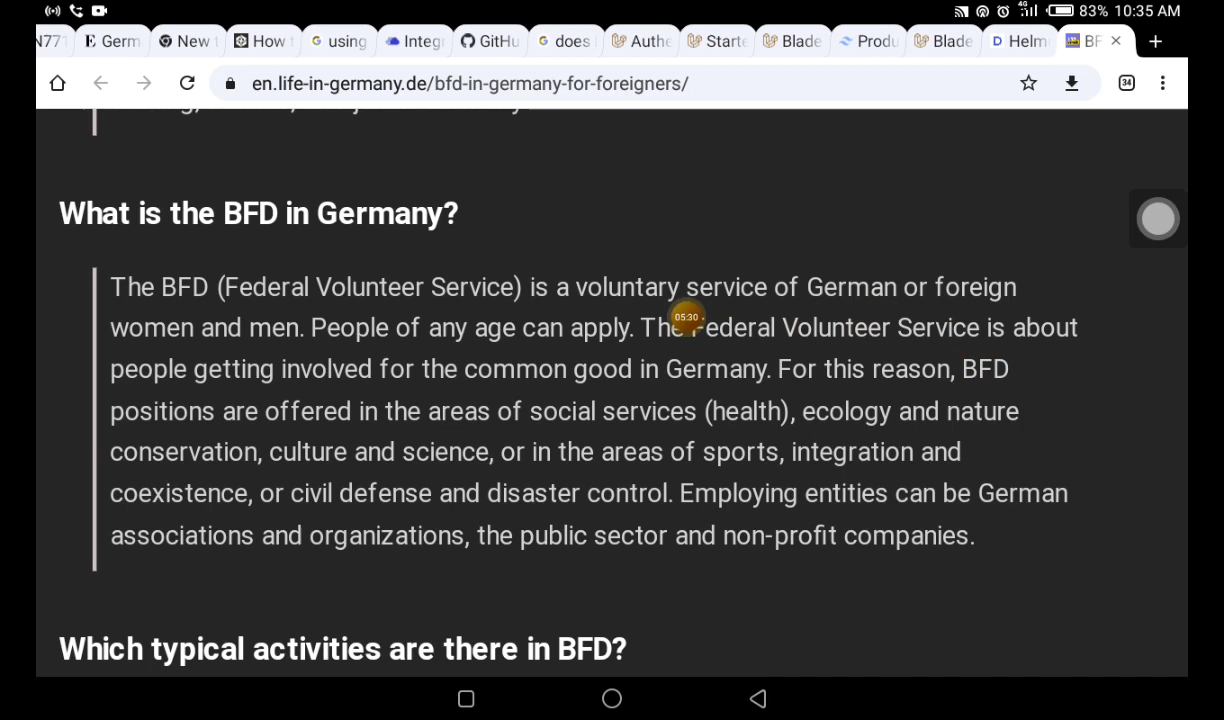 83% 10:35 AM
N771 Germ New t How t using Integr GitHu does Authe Starte Blade Produ Blade Helm BF
en.life-in-germany.de/bfd-in-germany-for-foreigners/ 34
What is the BFD in Germany?
The BFD (Federal Volunteer Service) is a voluntary service of German or foreign
women and men. People of any age can apply. The Federal Volunteer Service is about
05:30
people getting involved for the common good in Germany. For this reason, BFD
positions are offered in the areas of social services (health), ecology and nature
conservation, culture and science, or in the areas of sports, integration and
coexistence, or civil defense and disaster control. Employing entities can be German
associations and organizations, the public sector and non-profit companies.
Which typical activities are there in BFD?